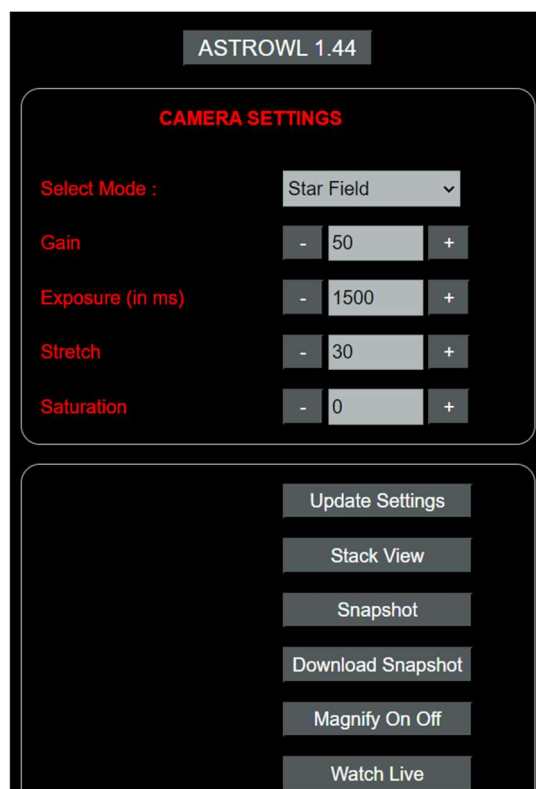 ASTROWL 1.44
CAMERA SETTINGS
Select Mode : Star Field
Gain - 50 +
Exposure (in ms) - 1500 +
Stretch - 30 +
Saturation - 0 +
Update Settings
Stack View
Snapshot
Download Snapshot
Magnify On Off
Watch Live